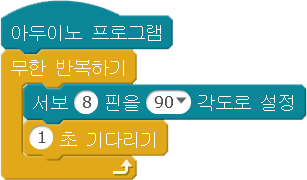 아두이노 프로그램
무한 반복하기
서보 8 핀을 90 각도로 설정
1 초 기다리기